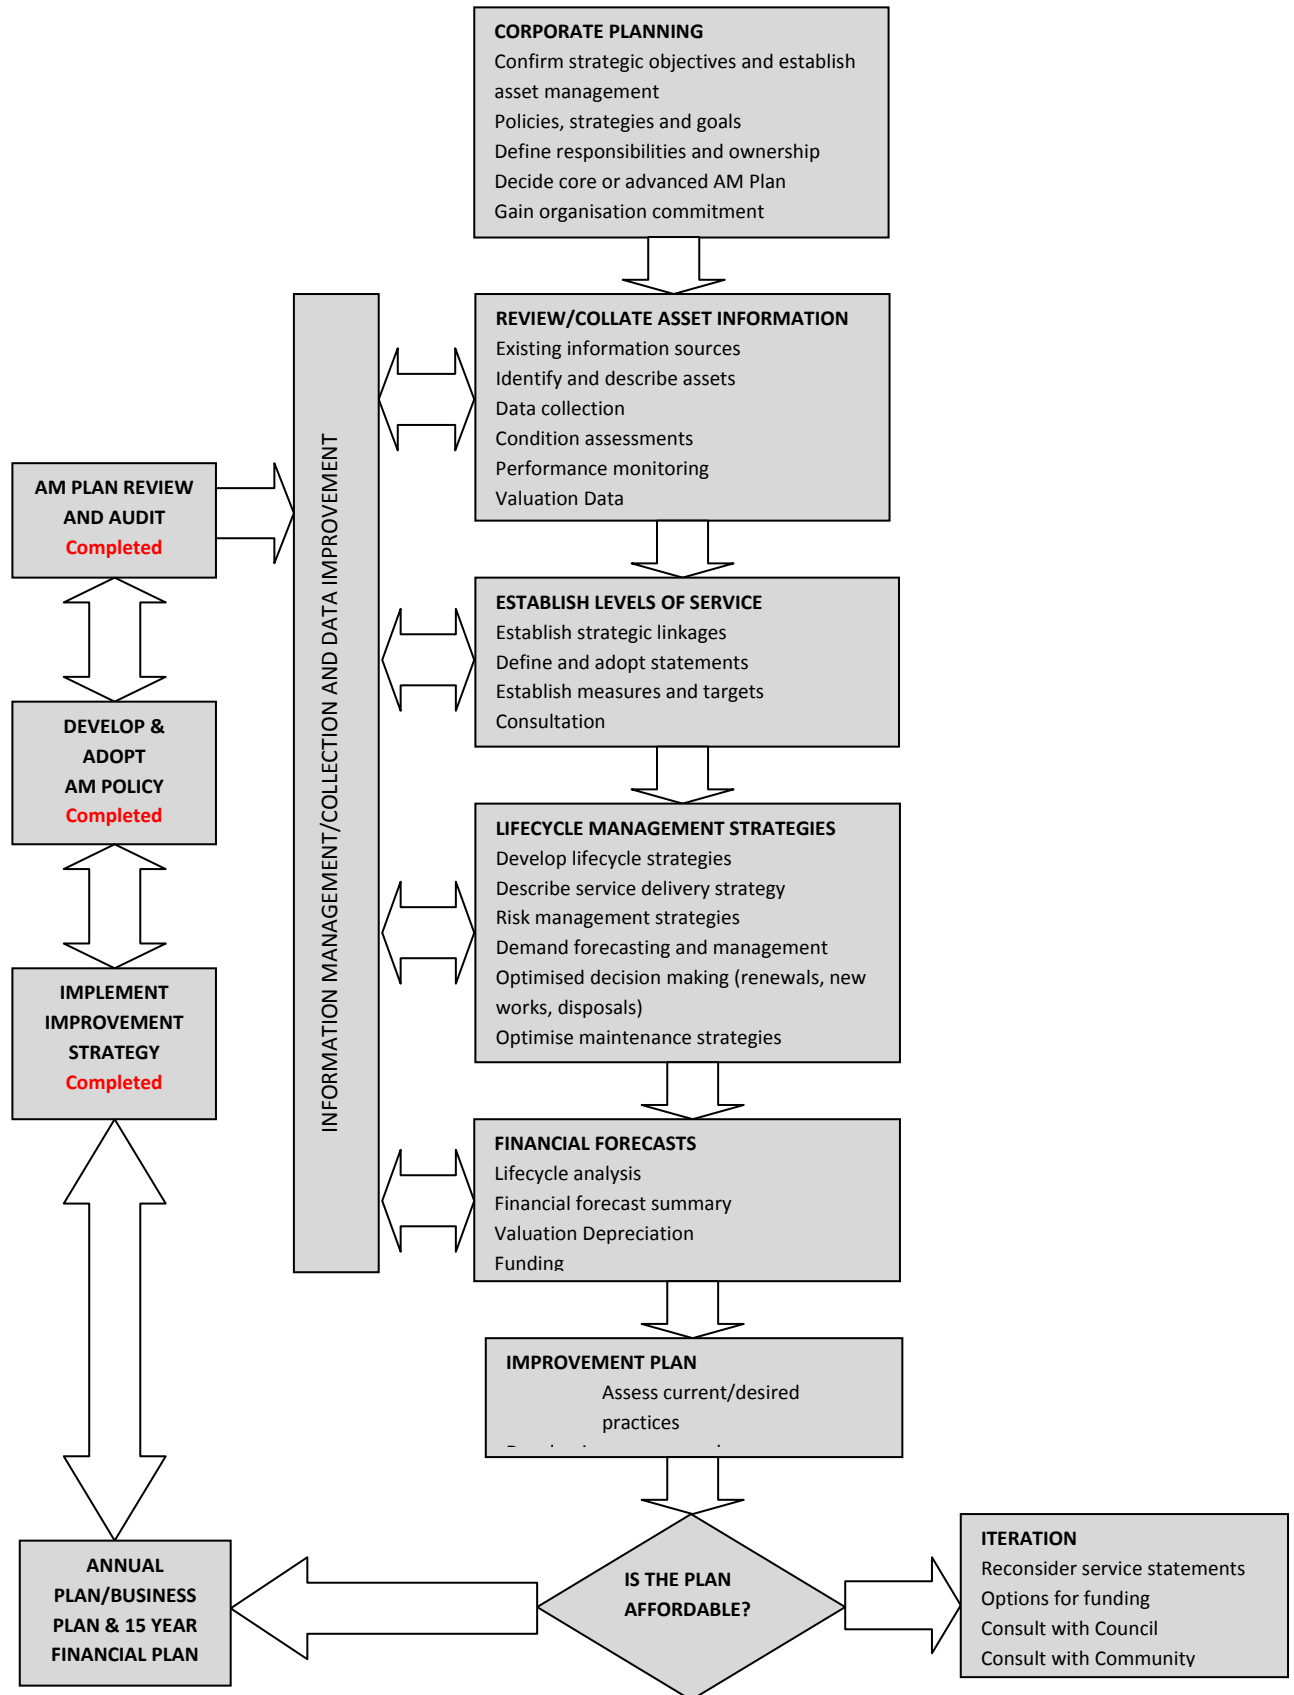 CORPORATE PLANNING
Confirm strategic objectives and establish
asset management
Policies, strategies and goals
Define responsibilities and ownership
Decide core or advanced AM Plan
Gain organisation commitment
REVIEW/COLLATE ASSET INFORMATION
Existing information sources
Identify and describe assets
Data collection
Condition assessments
Performance monitoring
Valuation Data
INFORMATION MANAGEMENT/COLLECTION AND DATA IMPROVEMENT
AM PLAN REVIEW
AND AUDIT
Completed
ESTABLISH LEVELS OF SERVICE
Establish strategic linkages
Define and adopt statements
Establish measures and targets
Consultation
DEVELOP &
ADOPT
AM POLICY
Completed
LIFECYCLE MANAGEMENT STRATEGIES
Develop lifecycle strategies
Describe service delivery strategy
Risk management strategies
Demand forecasting and management
Optimised decision making (renewals, new
works, disposals)
Optimise maintenance strategies
IMPLEMENT
IMPROVEMENT
STRATEGY
Completed
FINANCIAL FORECASTS
Lifecycle analysis
Financial forecast summary
Valuation Depreciation
Funding
IMPROVEMENT PLAN
Assess current/desired
practices
IS THE PLAN
AFFORDABLE?
ITERATION
Reconsider service statements
Options for funding
Consult with Council
Consult with Community
ANNUAL
PLAN/BUSINESS
PLAN & 15 YEAR
FINANCIAL PLAN